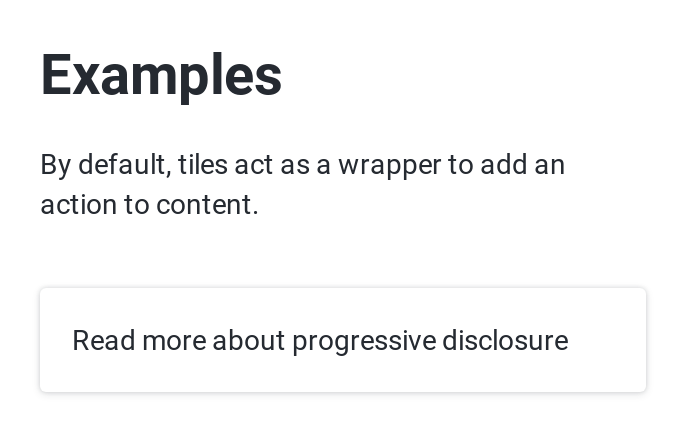 Examples
By default, tiles act as a wrapper to add an
action to content.
Read more about progressive disclosure